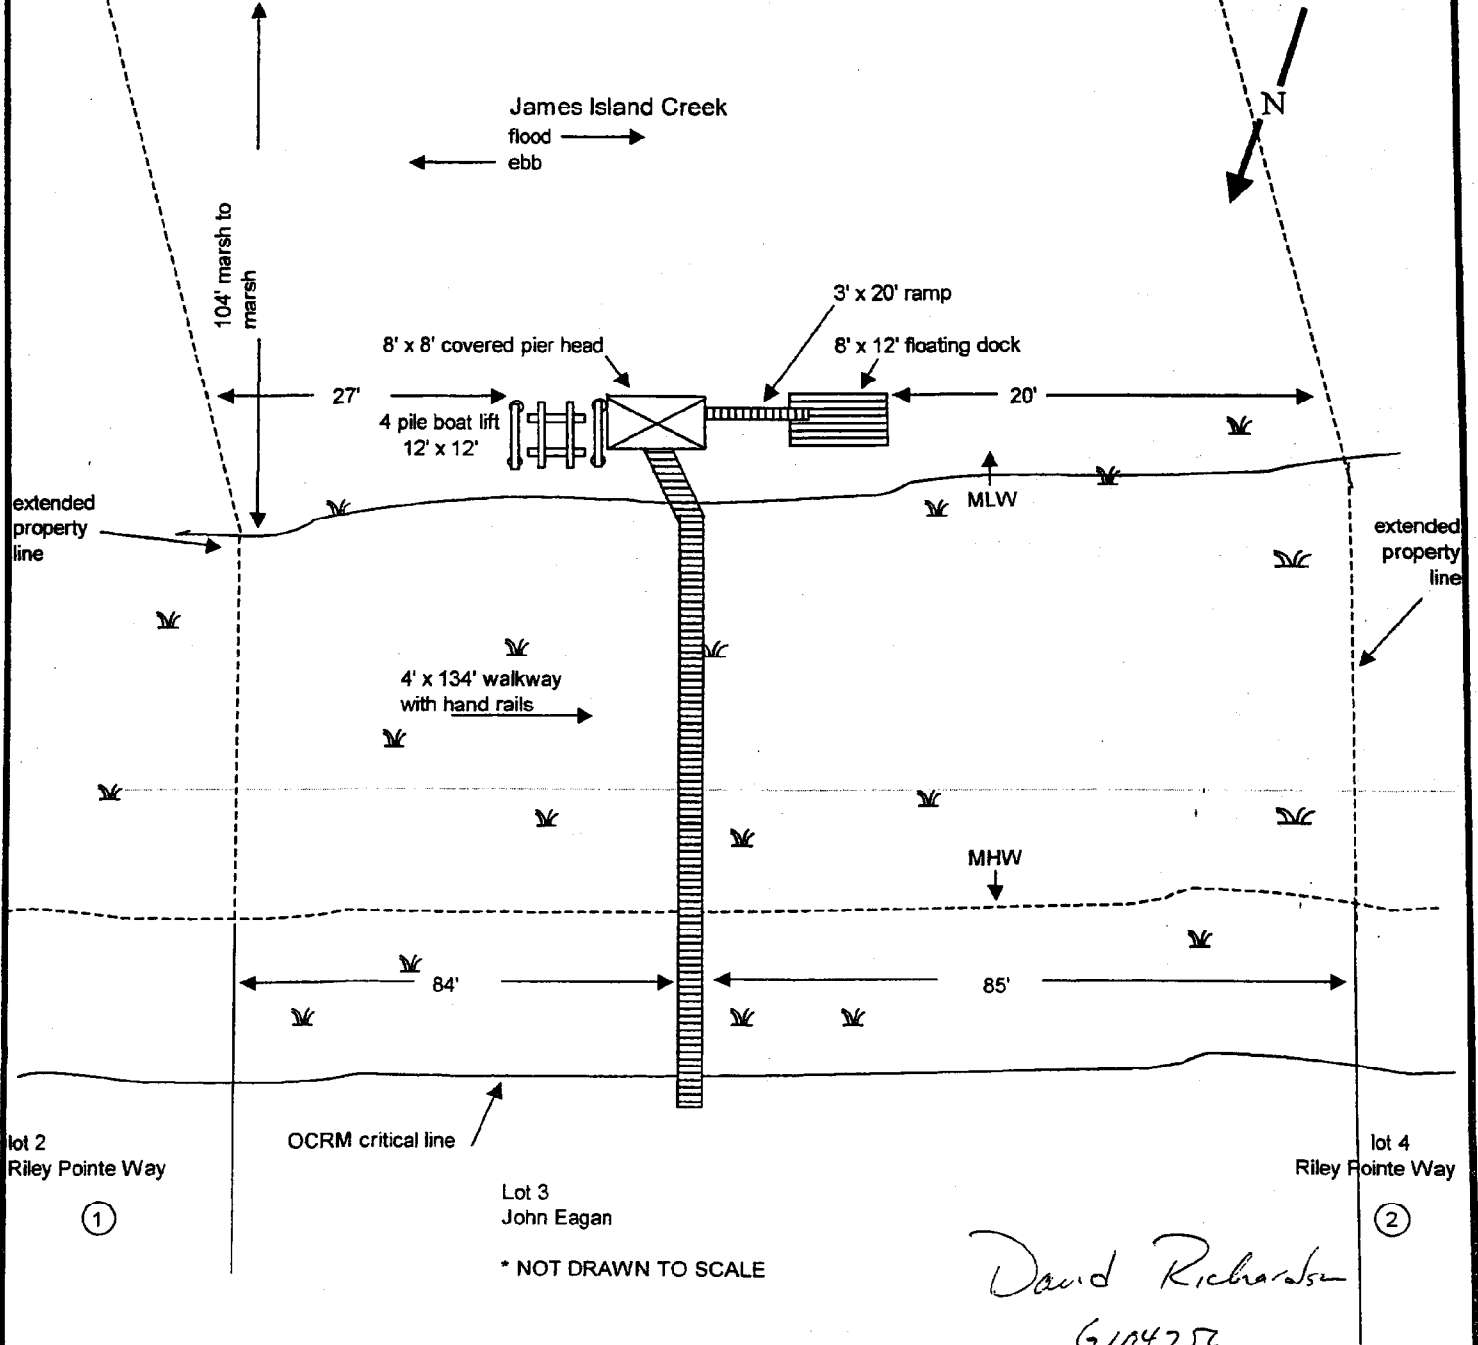 N
James Island Creek
flood
ebb
104' marsh to
marsh
3' x 20' ramp
8' x 8' covered pier head
8' x 12' floating dock
27'
20'
4 pile boat lift
12' x 12'
MLW
extended
property
line
extended
property
line
4' x 134' walkway
with hand rails
MHW
84'
85'
OCRM critical line
lot 2
Riley Pointe Way
1
lot 4
Riley Pointe Way
2
Lot 3
John Eagan
* NOT DRAWN TO SCALE
David Richardson